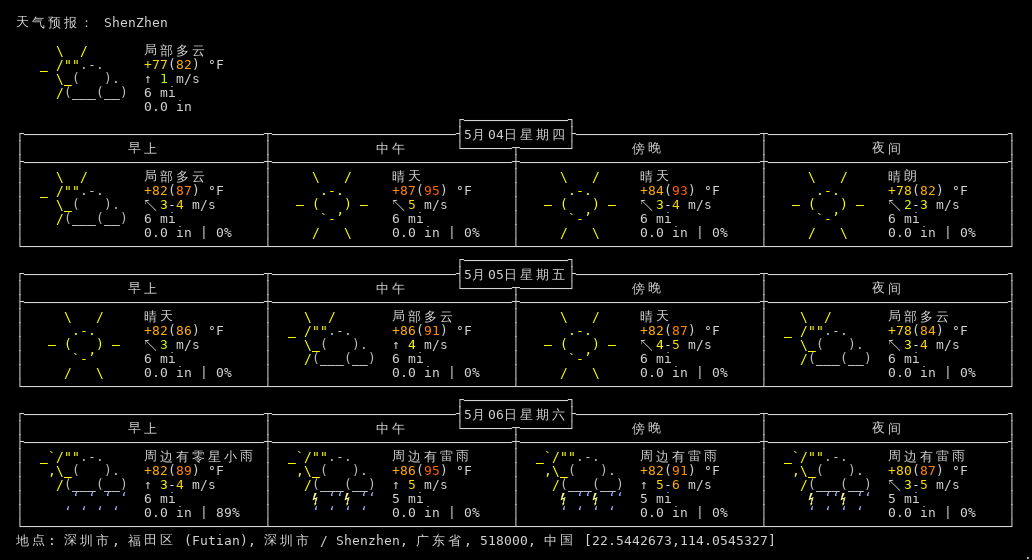 天气预报： ShenZhen
局部多云
+77(82) °F
↑ 1 m/s
6 mi
0.0 in
5月04日星期四
早上 中午 傍晚 夜间
局部多云 晴天 晴天 晴朗
+82(87) °F +87(95) °F +84(93) °F +78(82) °F
↖ 3-4 m/s ↖ 5 m/s ↖ 3-4 m/s ↖ 2-3 m/s
6 mi 6 mi 6 mi 6 mi
0.0 in | 0% 0.0 in | 0% 0.0 in | 0% 0.0 in | 0%
5月05日星期五
早上 中午 傍晚 夜间
晴天 局部多云 晴天 局部多云
+82(86) °F +86(91) °F +82(87) °F +78(84) °F
↖ 3 m/s ↑ 4 m/s ↖ 4-5 m/s ↖ 3-4 m/s
6 mi 6 mi 6 mi 6 mi
0.0 in | 0% 0.0 in | 0% 0.0 in | 0% 0.0 in | 0%
5月06日星期六
早上 中午 傍晚 夜间
周边有零星小雨 周边有雷雨 周边有雷雨 周边有雷雨
+82(89) °F +86(95) °F +82(91) °F +80(87) °F
↑ 3-4 m/s ↑ 5 m/s ↑ 5-6 m/s ↖ 3-5 m/s
6 mi 5 mi 5 mi 5 mi
0.0 in | 89% 0.0 in | 0% 0.0 in | 0% 0.0 in | 0%
地点: 深圳市, 福田区 (Futian), 深圳市 / Shenzhen, 广东省, 518000, 中国 [22.5442673,114.0545327]